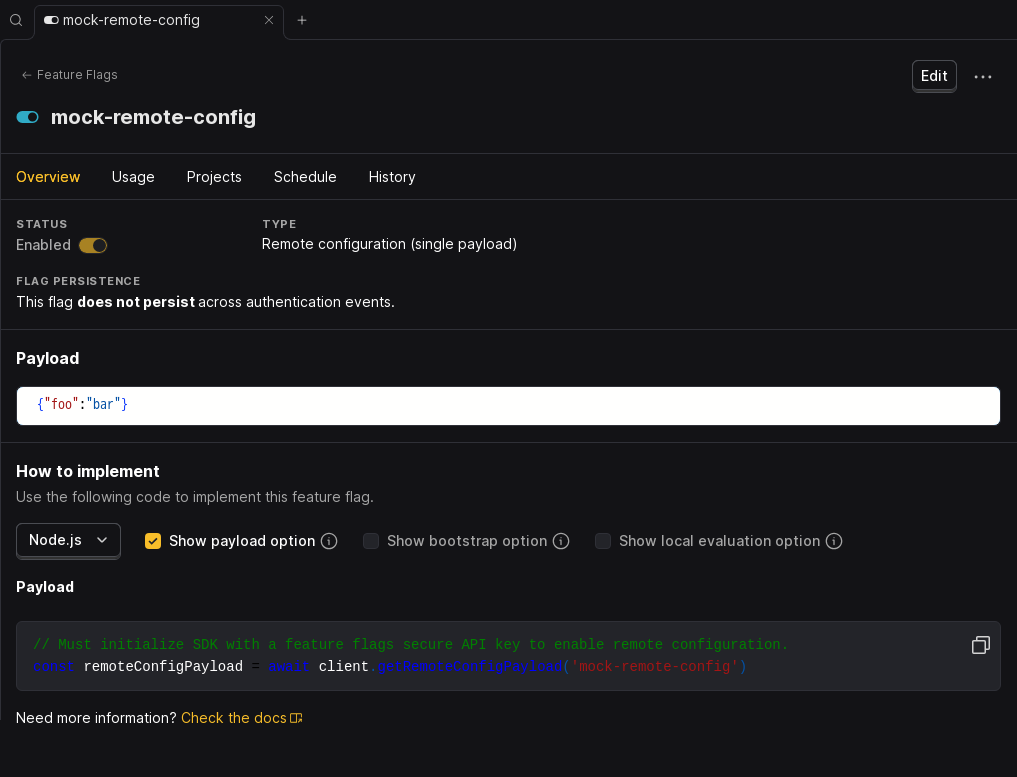 mock-remote-config
Feature Flags
Edit
mock-remote-config
Overview Usage Projects Schedule History
STATUS TYPE
Enabled Remote configuration (single payload)
FLAG PERSISTENCE
This flag does not persist across authentication events.
Payload
{"foo":"bar"}
How to implement
Use the following code to implement this feature flag.
Node.js Show payload option Show bootstrap option Show local evaluation option
Payload
// Must initialize SDK with a feature flags secure API key to enable remote configuration.
const remoteConfigPayload = await client.getRemoteConfigPayload('mock-remote-config')
Need more information? Check the docs